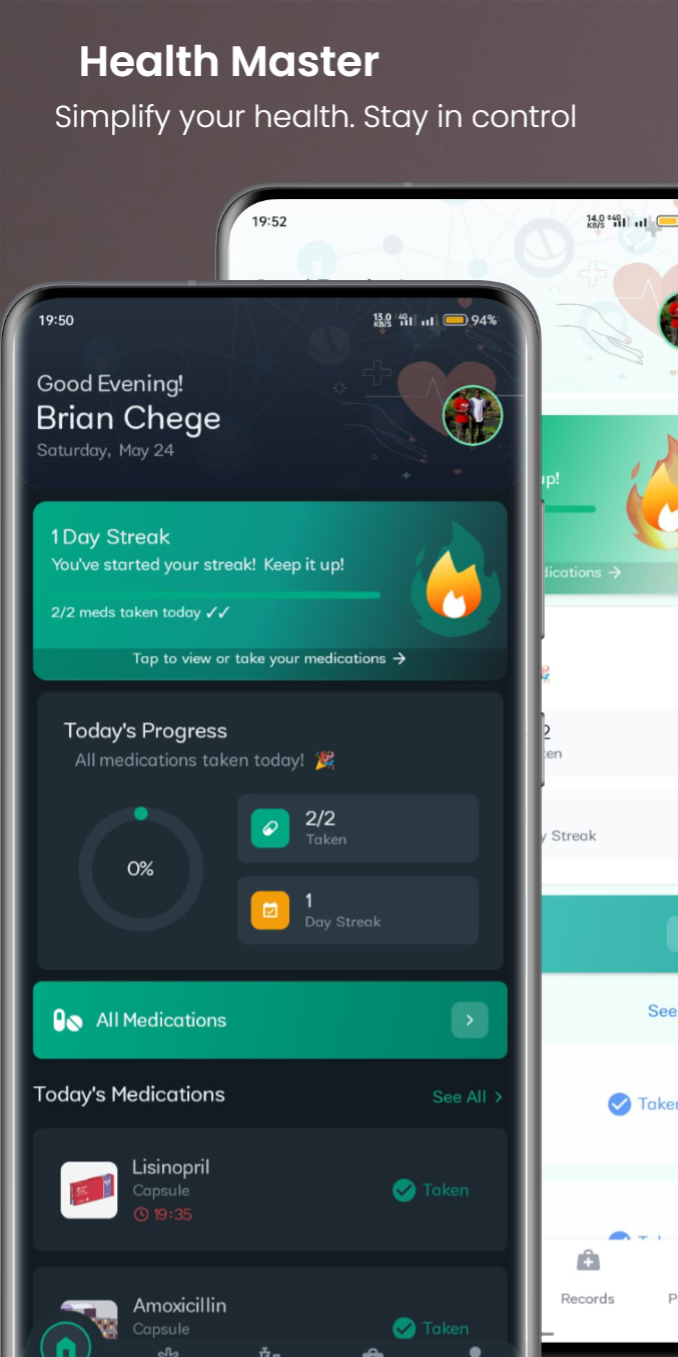 Health Master
Simplify your health. Stay in control
19:52
14.0 KB/S 4G
19:50
13.0 KB/S 4G 94%
Good Evening!
Brian Chege
Saturday, May 24
1 Day Streak
You've started your streak! Keep it up!
2/2 meds taken today ✓✓
Tap to view or take your medications →
up!
dications →
Today's Progress
All medications taken today! 🎉
0%
2/2
Taken
1
Day Streak
2
ken
y Streak
All Medications
Today's Medications
See All >
See
Lisinopril
Capsule
19:35
Taken
Taken
Amoxicillin
Capsule
Taken
Records
P